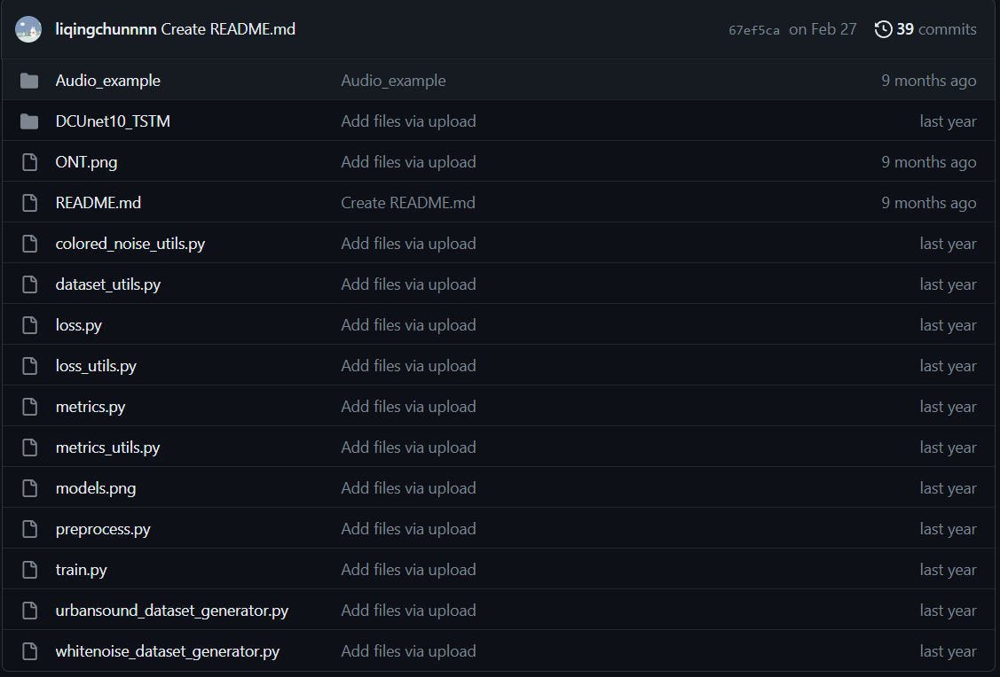 liqingchunnnn Create README.md 67ef5ca on Feb 27 39 commits
Audio_example Audio_example 9 months ago
DCUnet10_TSTM Add files via upload last year
ONT.png Add files via upload 9 months ago
README.md Create README.md 9 months ago
colored_noise_utils.py Add files via upload last year
dataset_utils.py Add files via upload last year
loss.py Add files via upload last year
loss_utils.py Add files via upload last year
metrics.py Add files via upload last year
metrics_utils.py Add files via upload last year
models.png Add files via upload last year
preprocess.py Add files via upload last year
train.py Add files via upload last year
urbansound_dataset_generator.py Add files via upload last year
whitenoise_dataset_generator.py Add files via upload last year